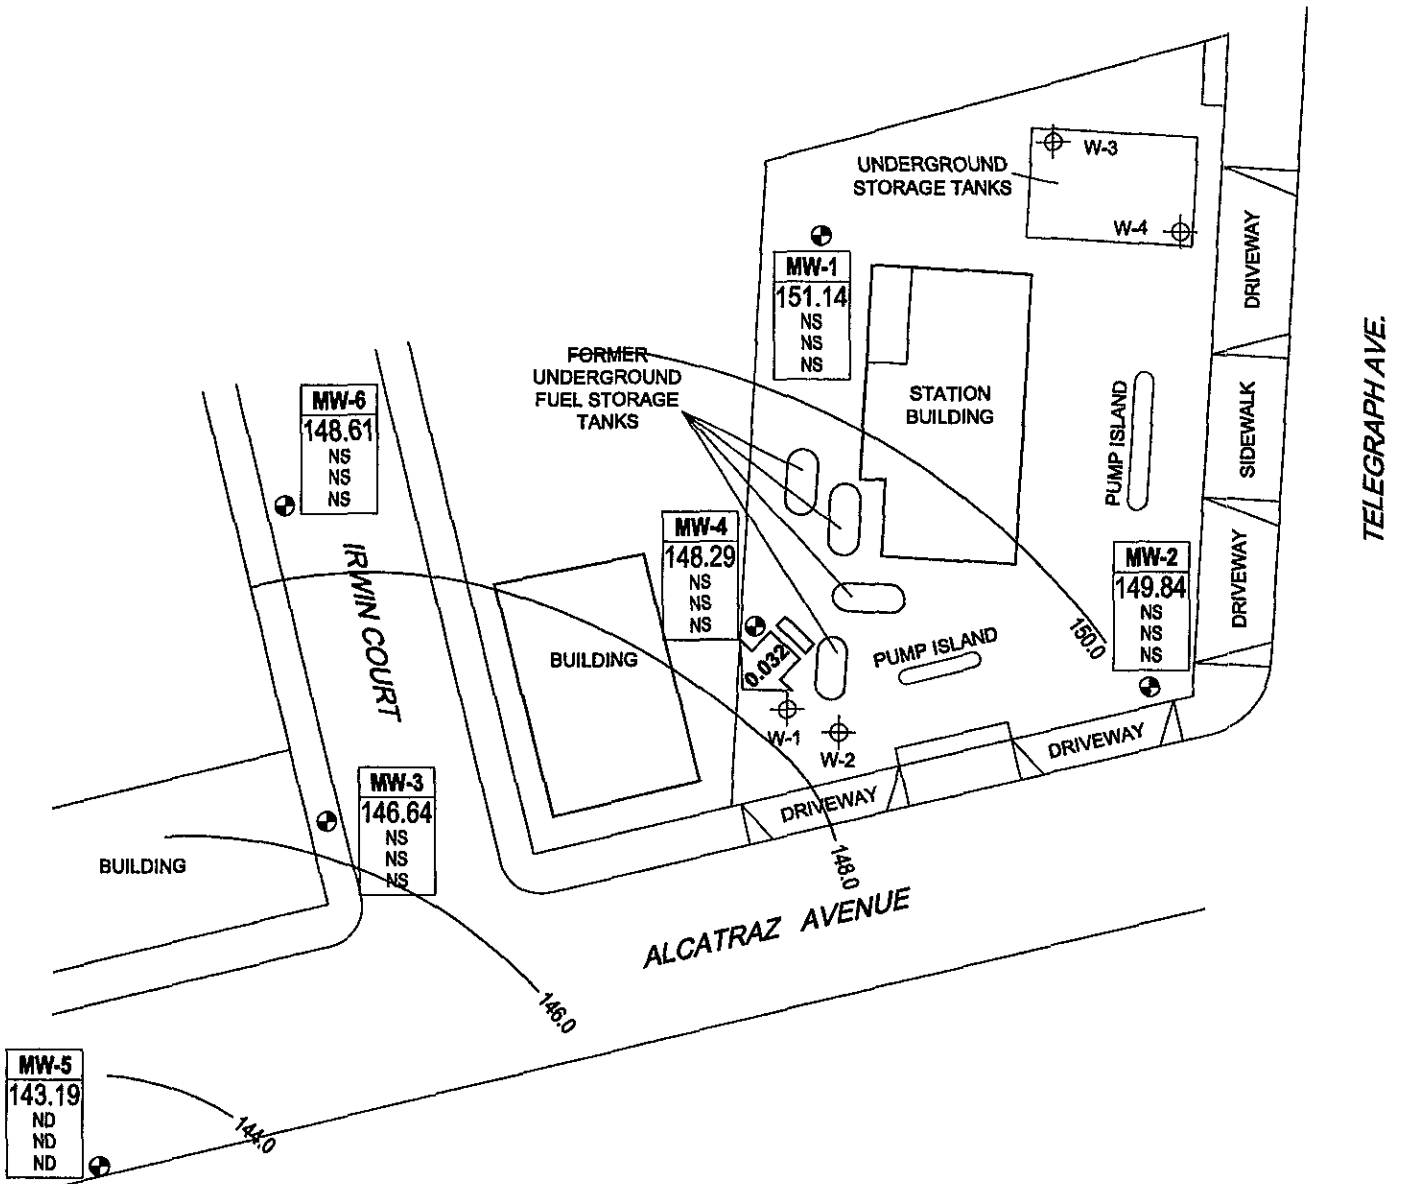 W-3
UNDERGROUND
STORAGE TANKS
W-4
DRIVEWAY
MW-1
151.14
NS
NS
NS
TELEGRAPH AVE.
FORMER
UNDERGROUND
FUEL STORAGE
TANKS
STATION
BUILDING
PUMP ISLAND
SIDEWALK
MW-6
148.61
NS
NS
NS
MW-4
148.29
NS
NS
NS
MW-2
149.84
NS
NS
NS
DRIVEWAY
IRWIN COURT
BUILDING
0.032
PUMP ISLAND
150.0
W-1
W-2
DRIVEWAY
DRIVEWAY
MW-3
146.64
NS
NS
NS
BUILDING
148.0
ALCATRAZ AVENUE
146.0
MW-5
143.19
ND
ND
ND
144.0